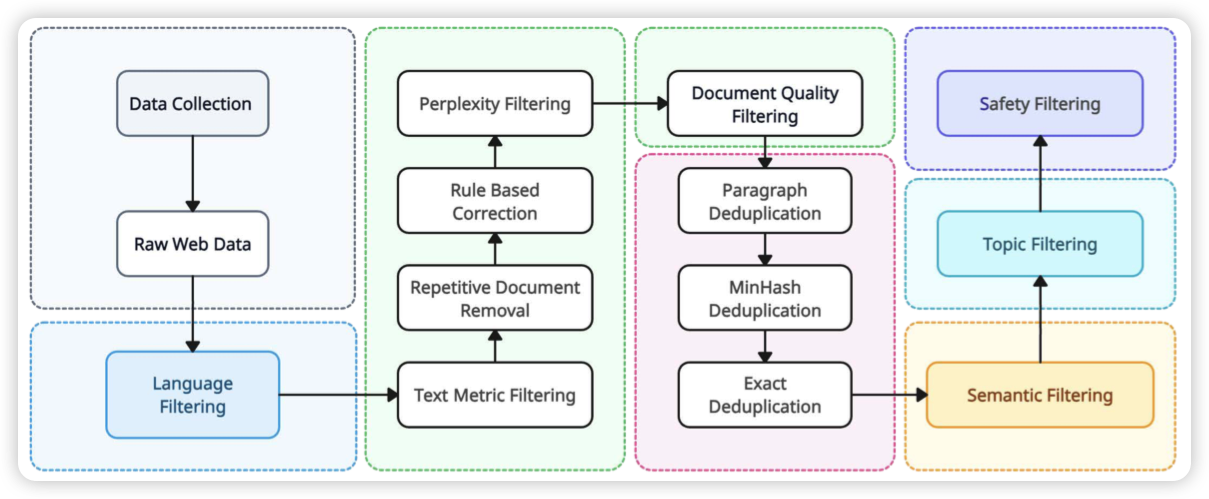 Data Collection
Raw Web Data
Language
Filtering
Text Metric Filtering
Repetitive Document
Removal
Rule Based
Correction
Perplexity Filtering
Document Quality
Filtering
Paragraph
Deduplication
MinHash
Deduplication
Exact
Deduplication
Semantic Filtering
Topic Filtering
Safety Filtering